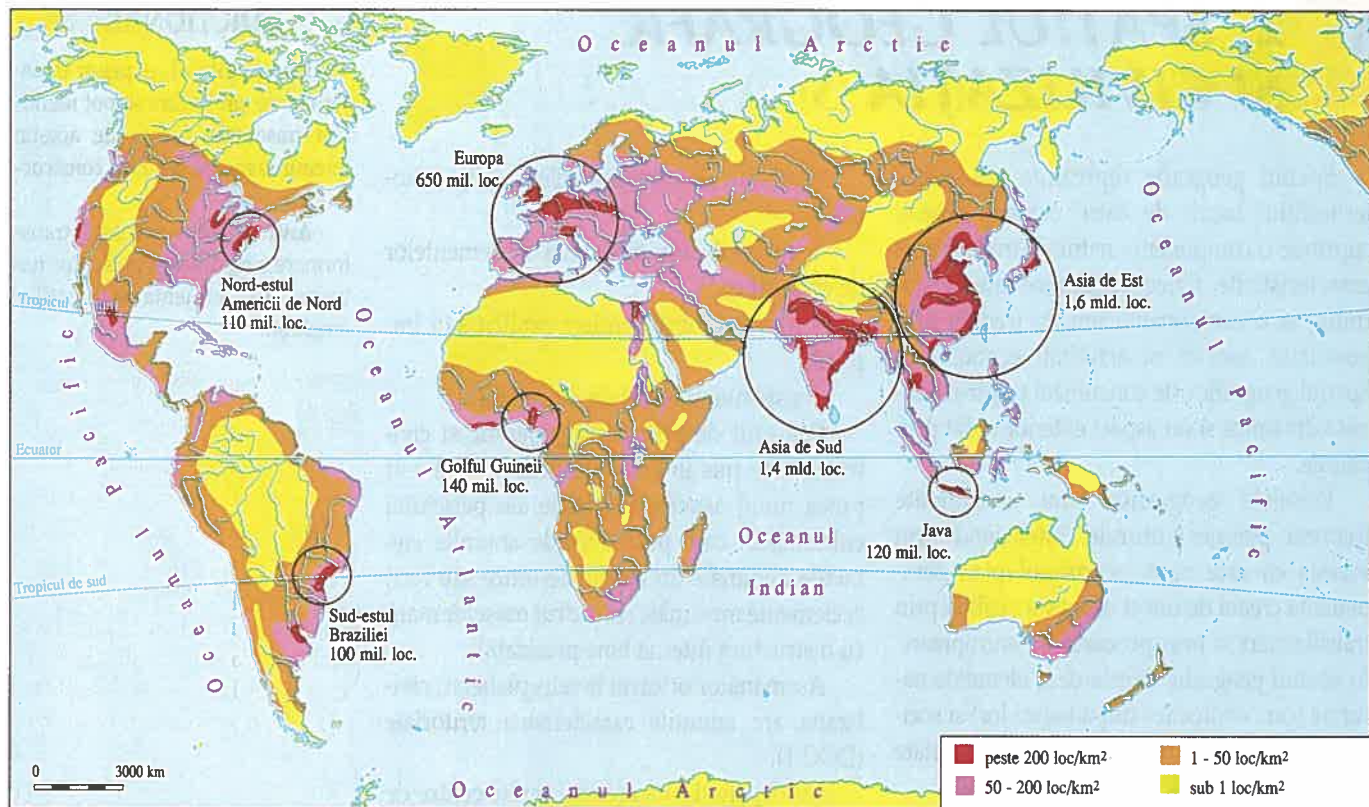 Oceanul Arctic
Europa
650 mil. loc.
Oceanul Pacific
Nord-estul
Americii de Nord
110 mil. loc.
Asia de Est
1,6 mld. loc.
Tropicul
Oceanul Pacific
Oceanul Atlantic
Asia de Sud
1,4 mld. loc.
Ecuator
Golful Guineii
140 mil. loc.
Java
120 mil. loc.
Oceanul
Indian
Tropicul de sud
Sud-estul
Braziliei
100 mil. loc.
0 3000 km
Oceanul Arctic
peste 200 loc/km²
1 - 50 loc/km²
50 - 200 loc/km²
sub 1 loc/km²